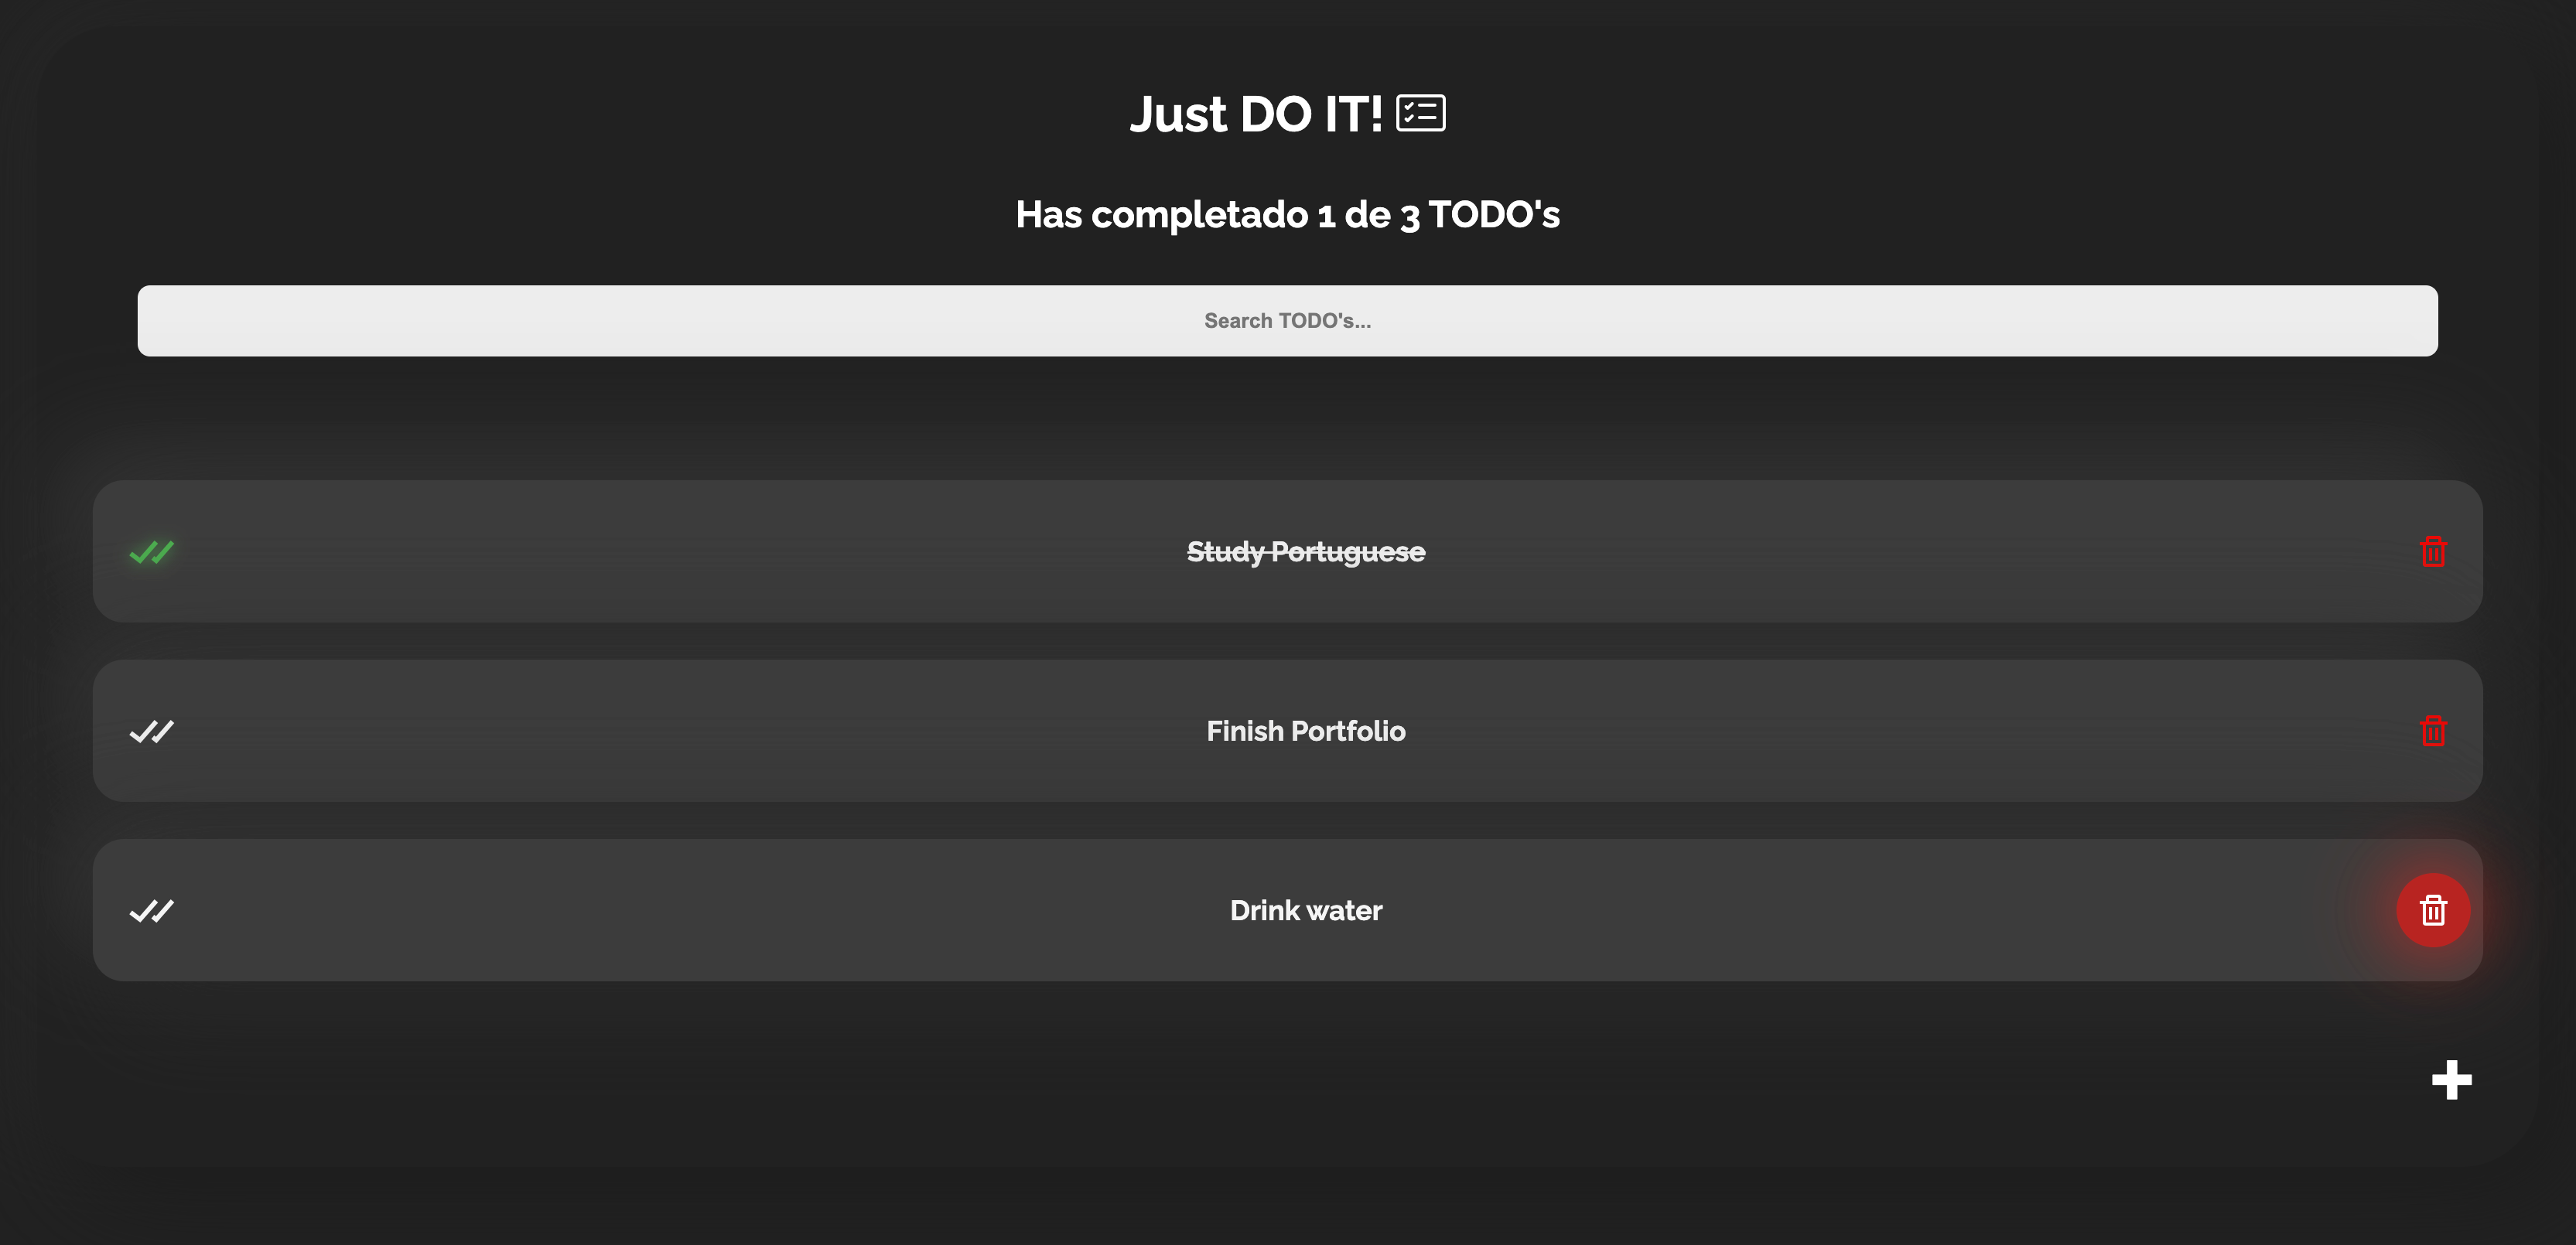 Just DO IT!
Has completado 1 de 3 TODO's
Search TODO's...
Study Portuguese
Finish Portfolio
Drink water